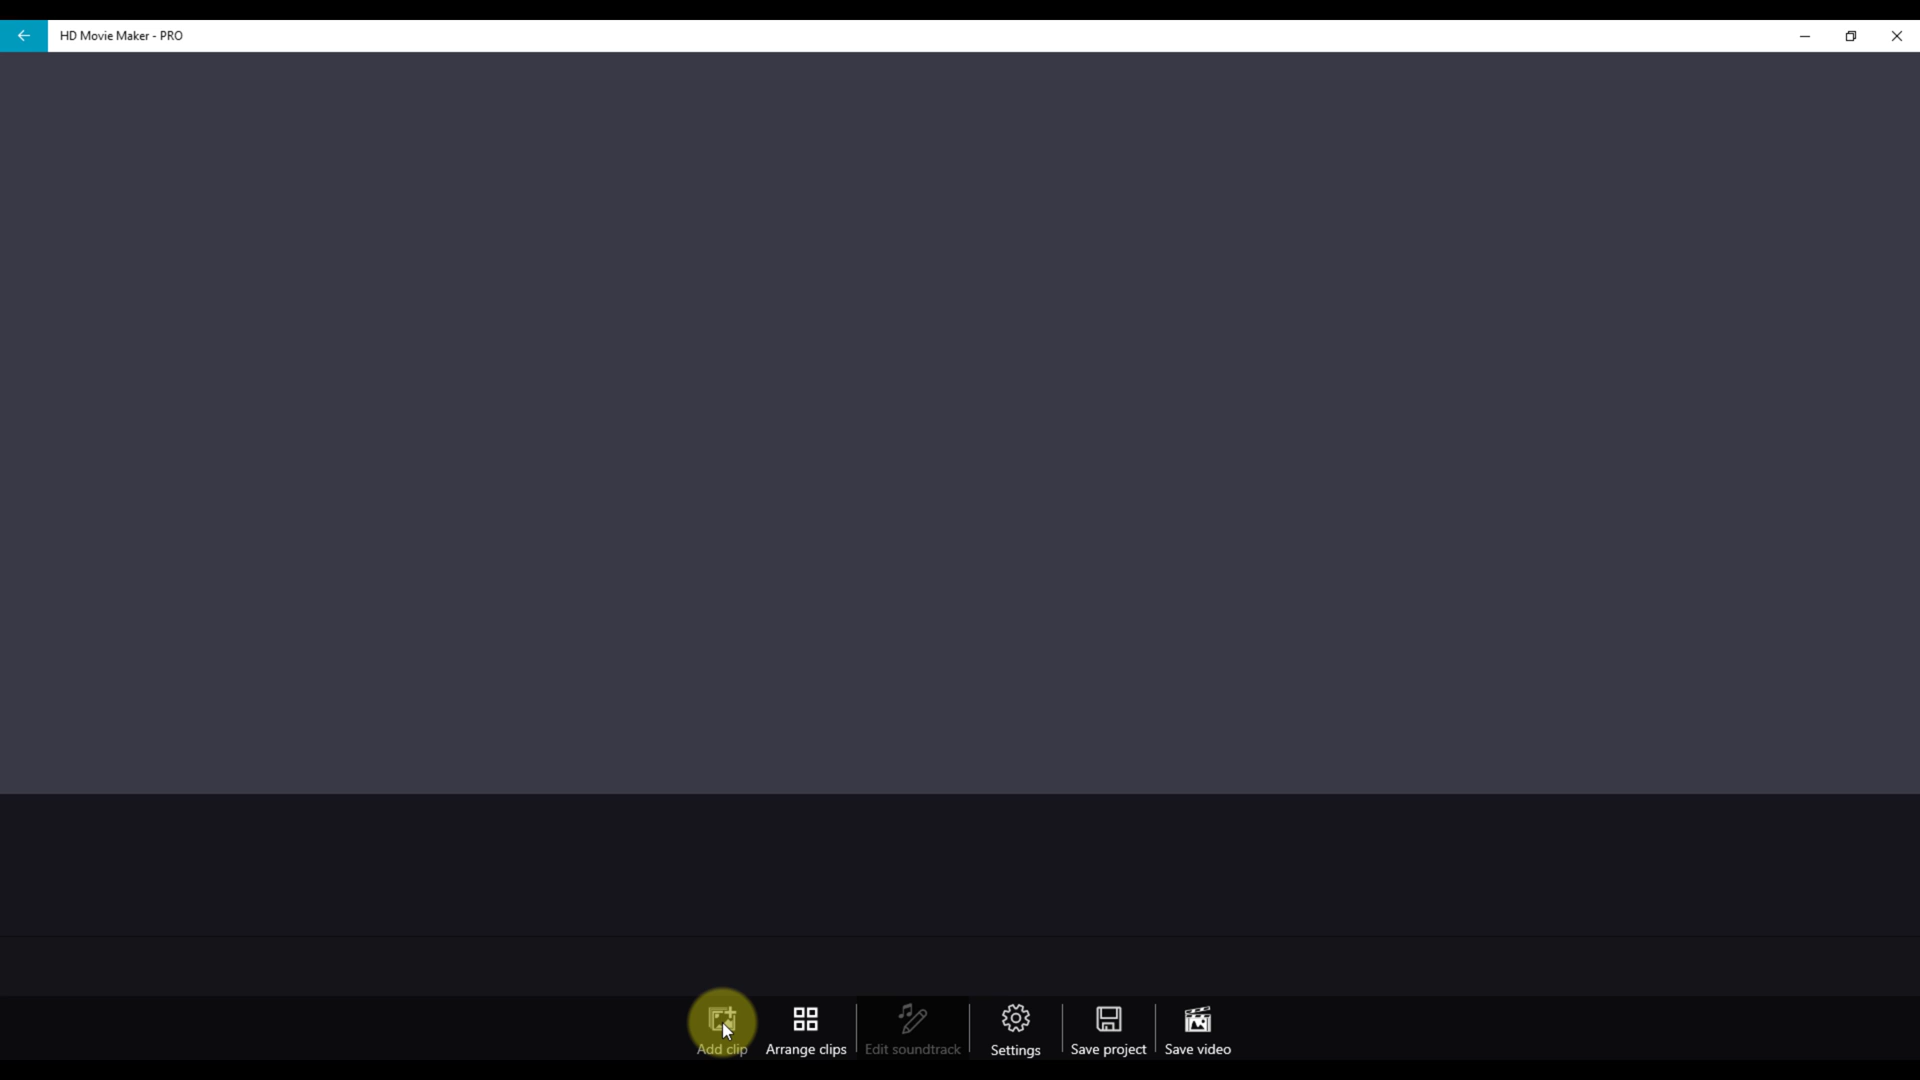 HD Movie Maker - PRO
Add clip
Arrange clips
Edit soundtrack
Settings
Save project
Save video